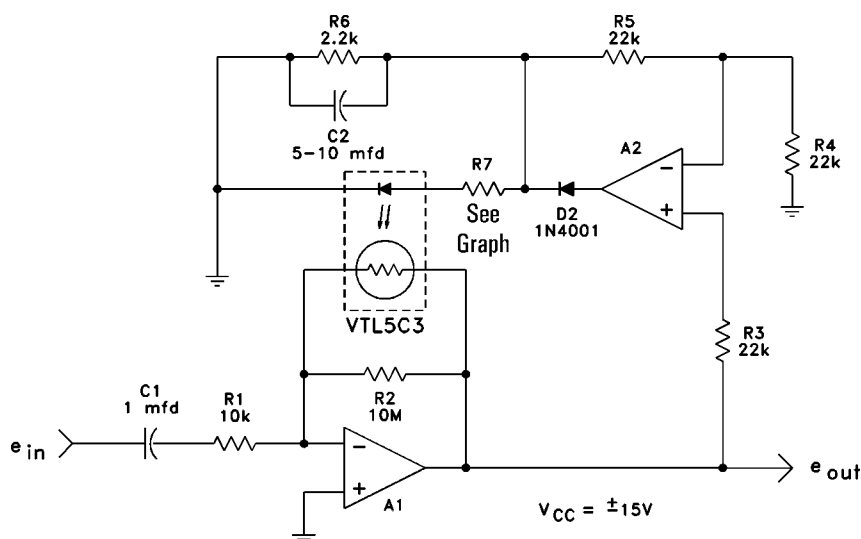 R6
2.2k
R5
22k
C2
5-10 mfd
R7
See
Graph
D2
1N4001
A2
−
+
R4
22k
VTL5C3
R3
22k
C1
1 mfd
R1
10k
R2
10M
e in
−
+
A1
e out
VCC = ±15V